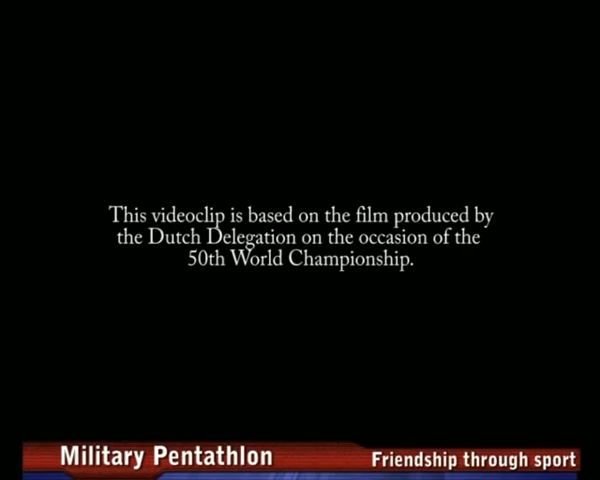 This videoclip is based on the film produced by
the Dutch Delegation on the occasion of the
50th World Championship.
Military Pentathlon
Friendship through sport